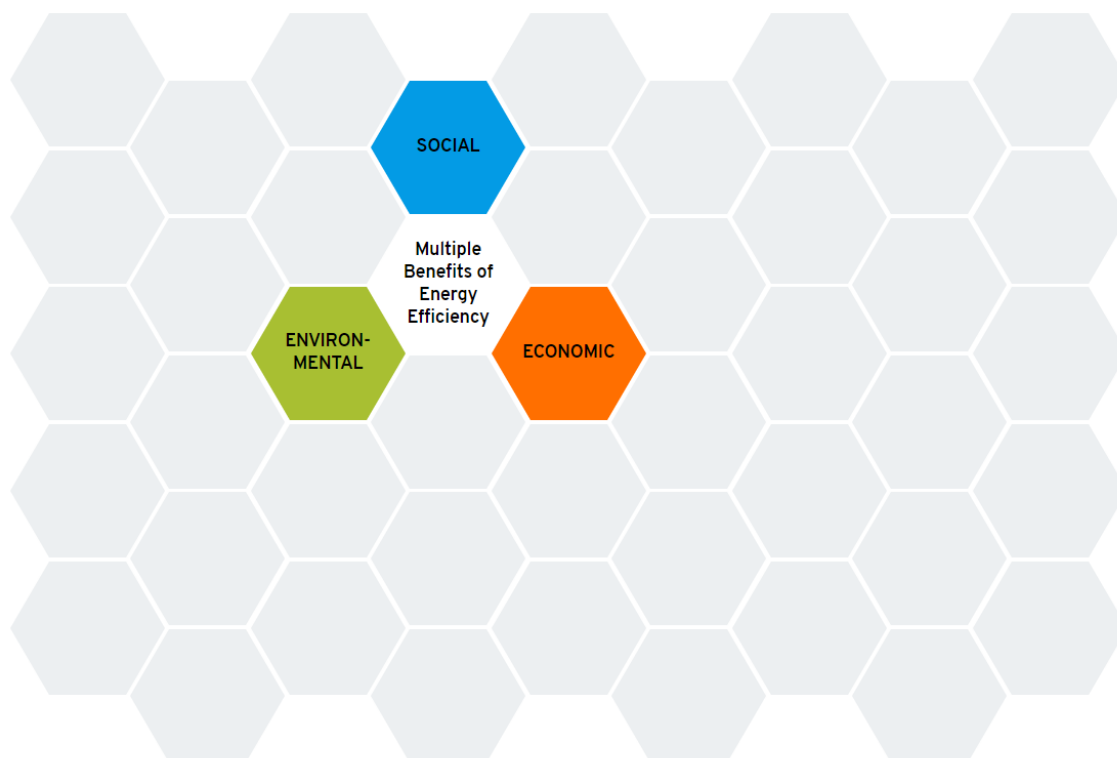 SOCIAL
Multiple
Benefits of
Energy
Efficiency
ENVIRON-
MENTAL
ECONOMIC